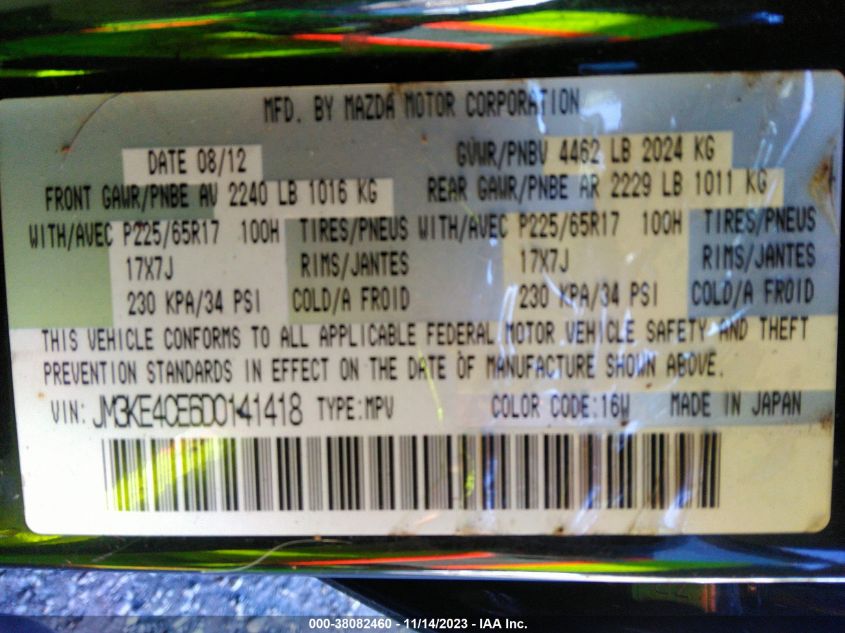 MFD. BY MAZDA MOTOR CORPORATION
DATE 08/12 GVWR/PNBV 4462 LB 2024 KG
FRONT GAWR/PNBE AV 2240 LB 1016 KG REAR GAWR/PNBE AR 2229 LB 1011 KG
WITH/AVEC P225/65R17 100H TIRES/PNEUS WITH/AVEC P225/65R17 100H TIRES/PNEUS
17X7J RIMS/JANTES 17X7J RIMS/JANTES
230 KPA/34 PSI COLD/A FROID 230 KPA/34 PSI COLD/A FROID
THIS VEHICLE CONFORMS TO ALL APPLICABLE FEDERAL MOTOR VEHICLE SAFETY AND THEFT
PREVENTION STANDARDS IN EFFECT ON THE DATE OF MANUFACTURE SHOWN ABOVE.
VIN: JM3KE4CE6D0141418 TYPE:MPV COLOR CODE:16W MADE IN JAPAN
000-38082460 - 11/14/2023 - IAA Inc.